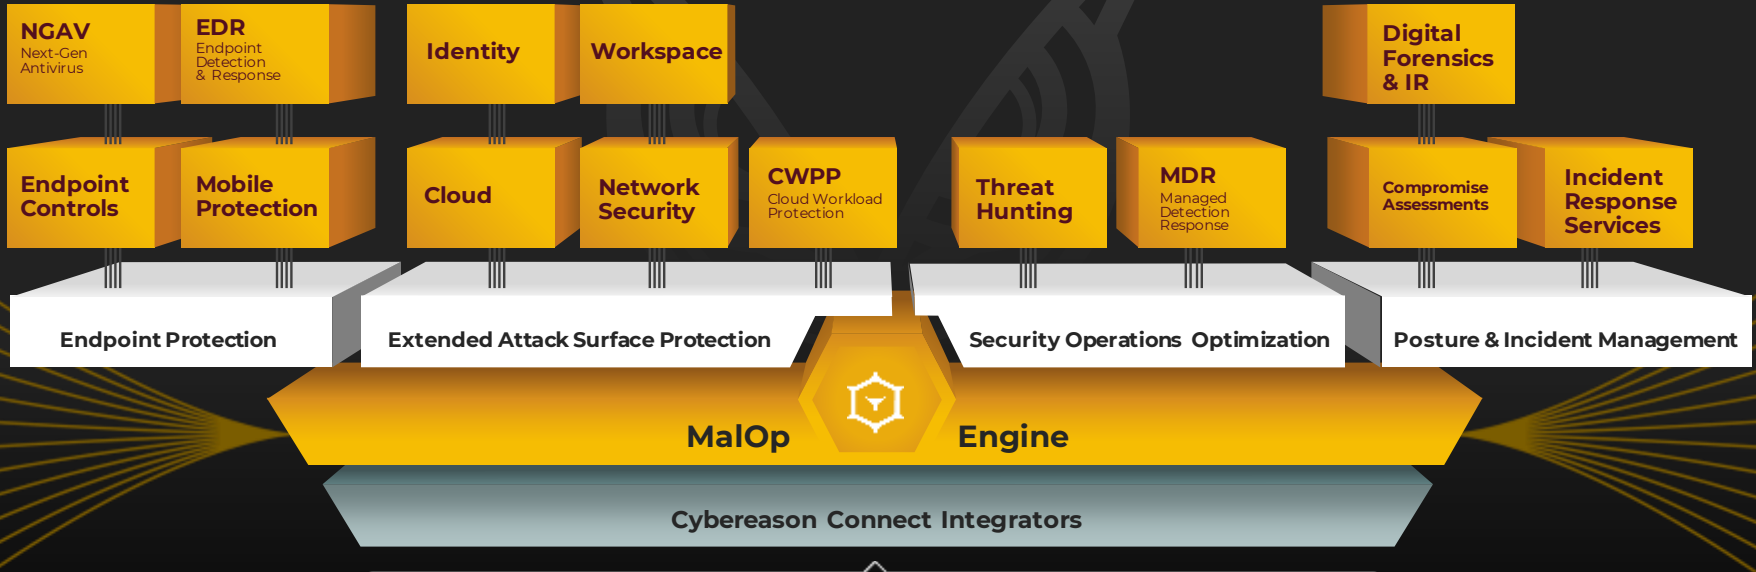 NGAV
Next-Gen
Antivirus
EDR
Endpoint
Detection
& Response
Identity
Workspace
Digital
Forensics
& IR
Endpoint
Controls
Mobile
Protection
Cloud
Network
Security
CWPP
Cloud Workload
Protection
Threat
Hunting
MDR
Managed
Detection
Response
Compromise
Assessments
Incident
Response
Services
Endpoint Protection
Extended Attack Surface Protection
Security Operations Optimization
Posture & Incident Management
MalOp Engine
Cybereason Connect Integrators